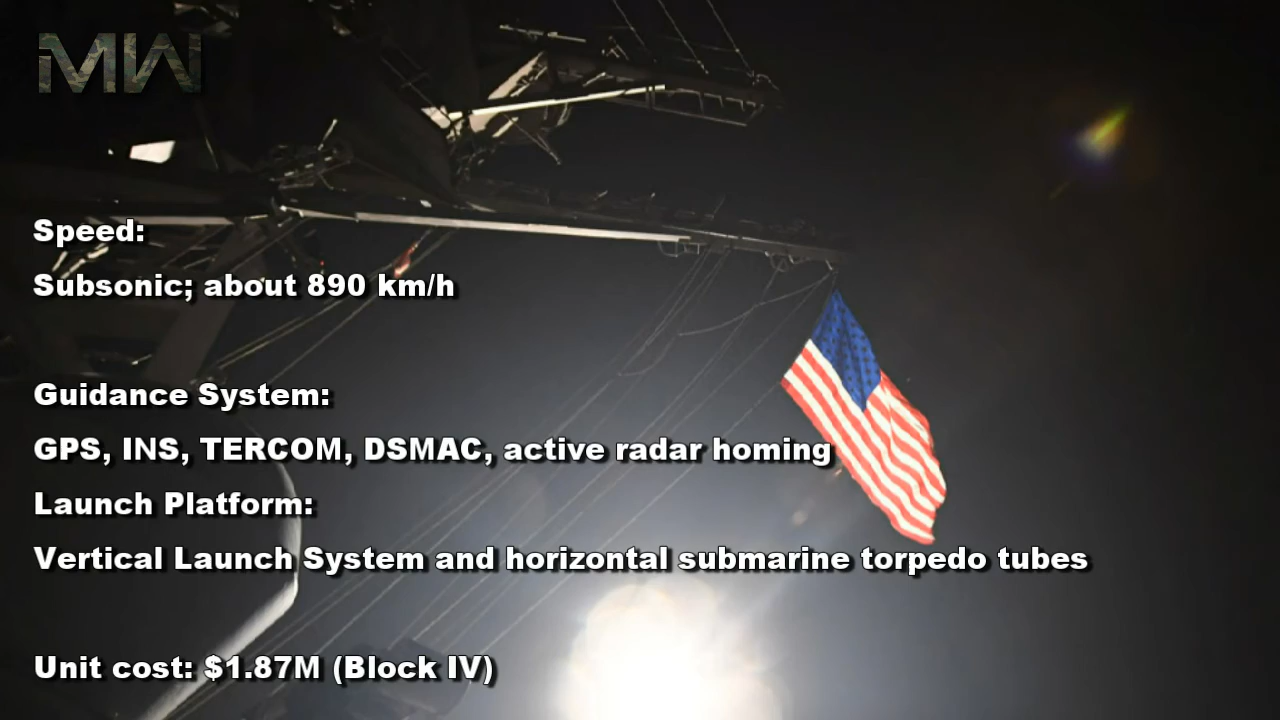 MW
Speed:
Subsonic; about 890 km/h
Guidance System:
GPS, INS, TERCOM, DSMAC, active radar homing
Launch Platform:
Vertical Launch System and horizontal submarine torpedo tubes
Unit cost: $1.87M (Block IV)